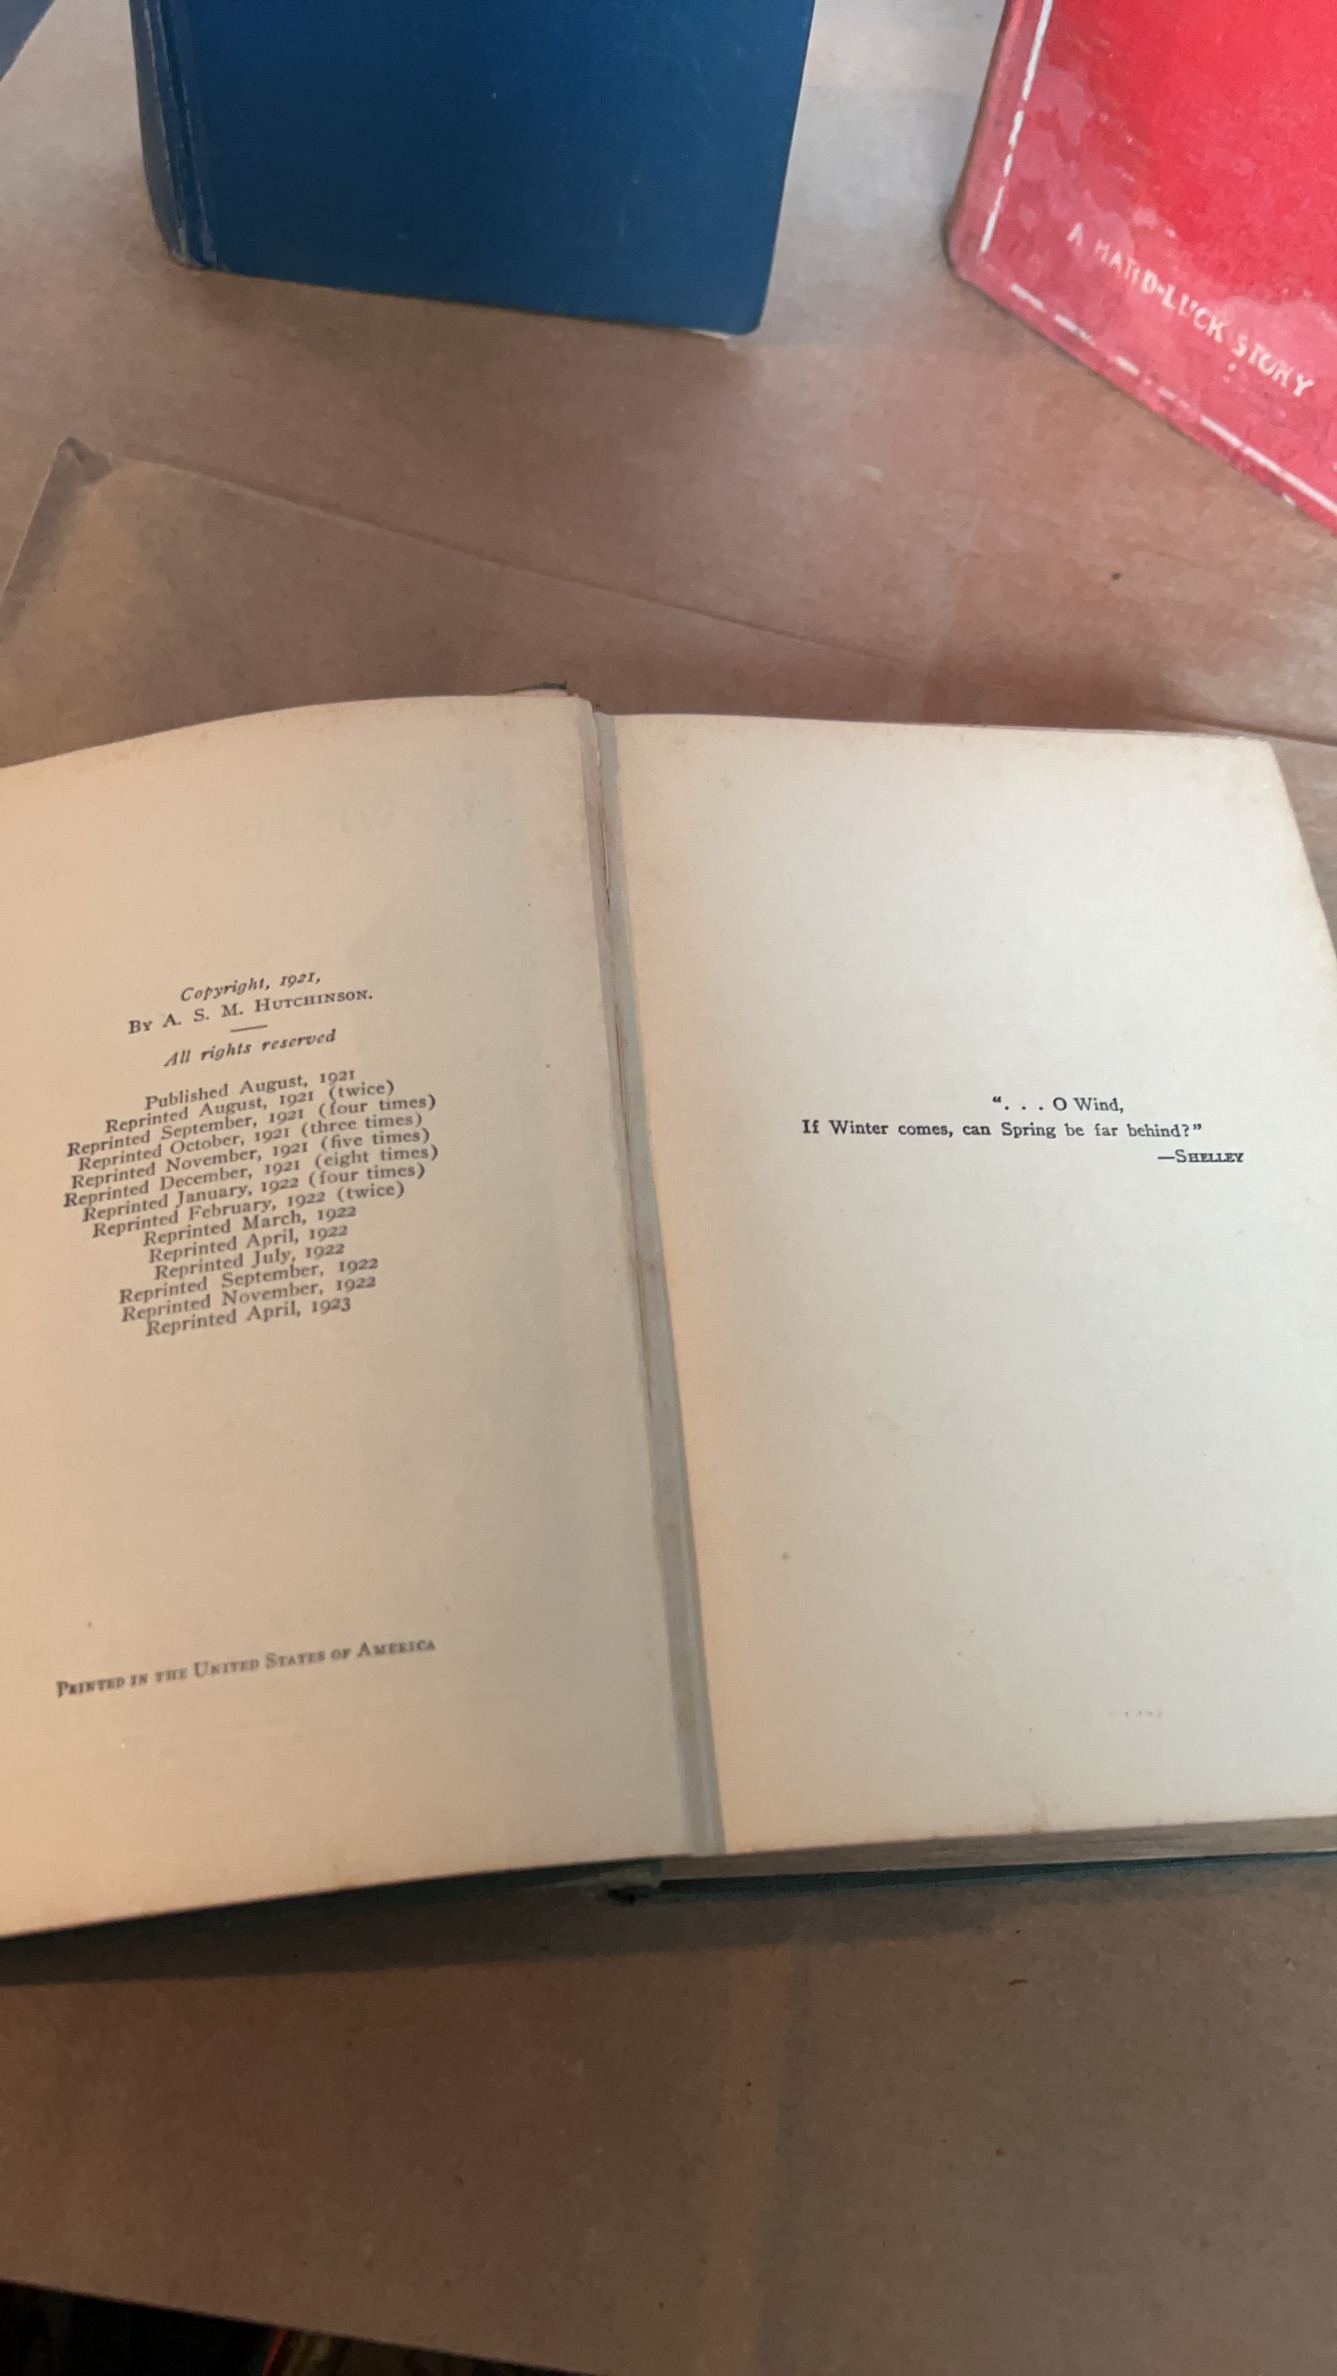 A HARD-LUCK STORY
Copyright, 1921,
By A. S. M. Hutchinson.
All rights reserved
Published August, 1921
Reprinted August, 1921 (twice)
Reprinted September, 1921 (four times)
Reprinted October, 1921 (three times)
Reprinted November, 1921 (five times)
Reprinted December, 1921 (eight times)
Reprinted January, 1922 (four times)
Reprinted February, 1922 (twice)
Reprinted March, 1922
Reprinted April, 1922
Reprinted July, 1922
Reprinted September, 1922
Reprinted November, 1922
Reprinted April, 1923
Printed in the United States of America
“. . . O Wind,
If Winter comes, can Spring be far behind?”
—Shelley